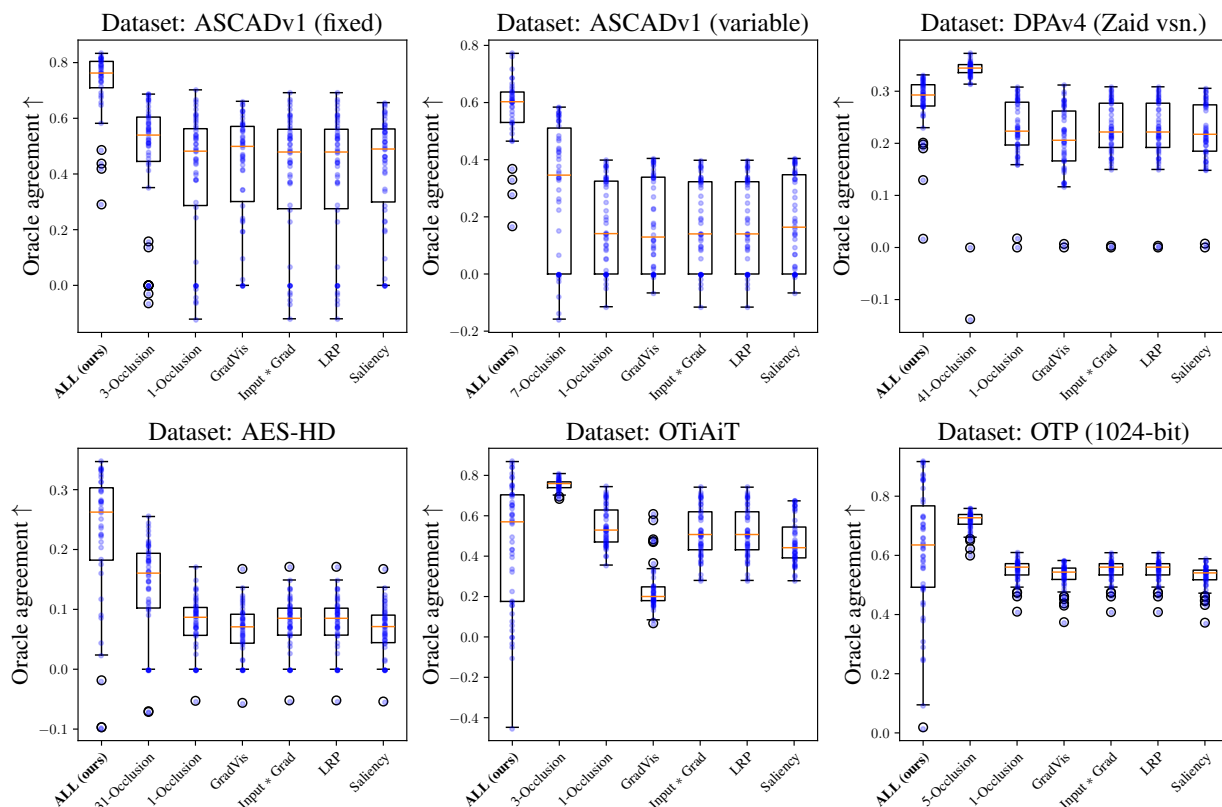 Dataset: ASCADv1 (fixed)
Oracle agreement ↑
0.8
0.6
0.4
0.2
0.0
ALL (ours)
3-Occlusion
1-Occlusion
GradVis
Input * Grad
LRP
Saliency
Dataset: ASCADv1 (variable)
Oracle agreement ↑
0.8
0.6
0.4
0.2
0.0
−0.2
ALL (ours)
7-Occlusion
1-Occlusion
GradVis
Input * Grad
LRP
Saliency
Dataset: DPAv4 (Zaid vsn.)
Oracle agreement ↑
0.3
0.2
0.1
0.0
−0.1
ALL (ours)
41-Occlusion
1-Occlusion
GradVis
Input * Grad
LRP
Saliency
Dataset: AES-HD
Oracle agreement ↑
0.3
0.2
0.1
0.0
−0.1
ALL (ours)
31-Occlusion
1-Occlusion
GradVis
Input * Grad
LRP
Saliency
Dataset: OTiAiT
Oracle agreement ↑
0.8
0.6
0.4
0.2
0.0
−0.2
−0.4
ALL (ours)
3-Occlusion
1-Occlusion
GradVis
Input * Grad
LRP
Saliency
Dataset: OTP (1024-bit)
Oracle agreement ↑
0.8
0.6
0.4
0.2
0.0
ALL (ours)
5-Occlusion
1-Occlusion
GradVis
Input * Grad
LRP
Saliency